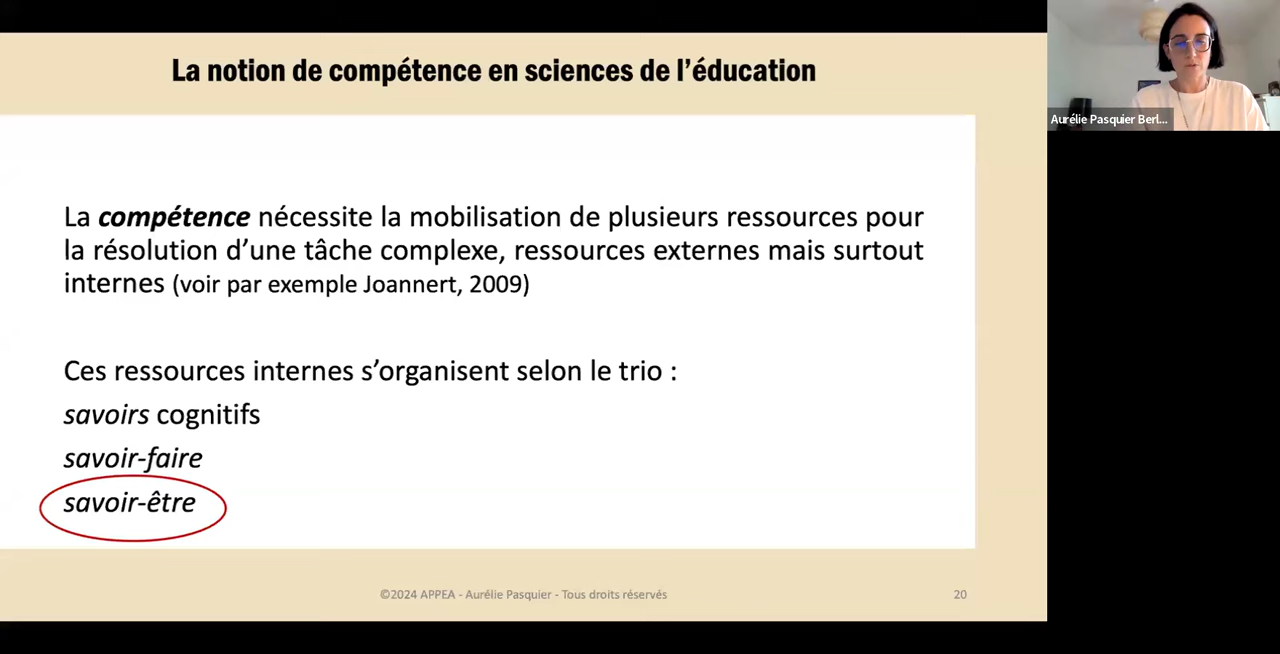 La notion de compétence en sciences de l’éducation
Aurélie Pasquier Berl...
La compétence nécessite la mobilisation de plusieurs ressources pour
la résolution d’une tâche complexe, ressources externes mais surtout
internes (voir par exemple Joannert, 2009)
Ces ressources internes s’organisent selon le trio :
savoirs cognitifs
savoir-faire
savoir-être
©2024 APPEA - Aurélie Pasquier - Tous droits réservés
20